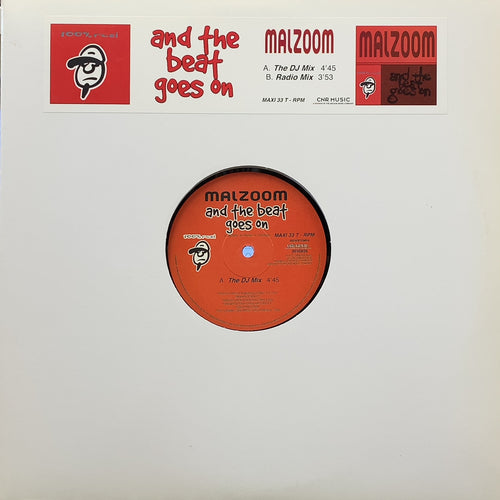 100% real
and the
beat
goes on
MALZOOM
A. The DJ Mix 4'45
B. Radio Mix 3'53
MAXI 33 T - RPM
CNR MUSIC
MALZOOM
and the
beat
goes on
MALZOOM
and the beat
goes on
100% real
MAXI 33 T - RPM
A. The DJ Mix 4'45